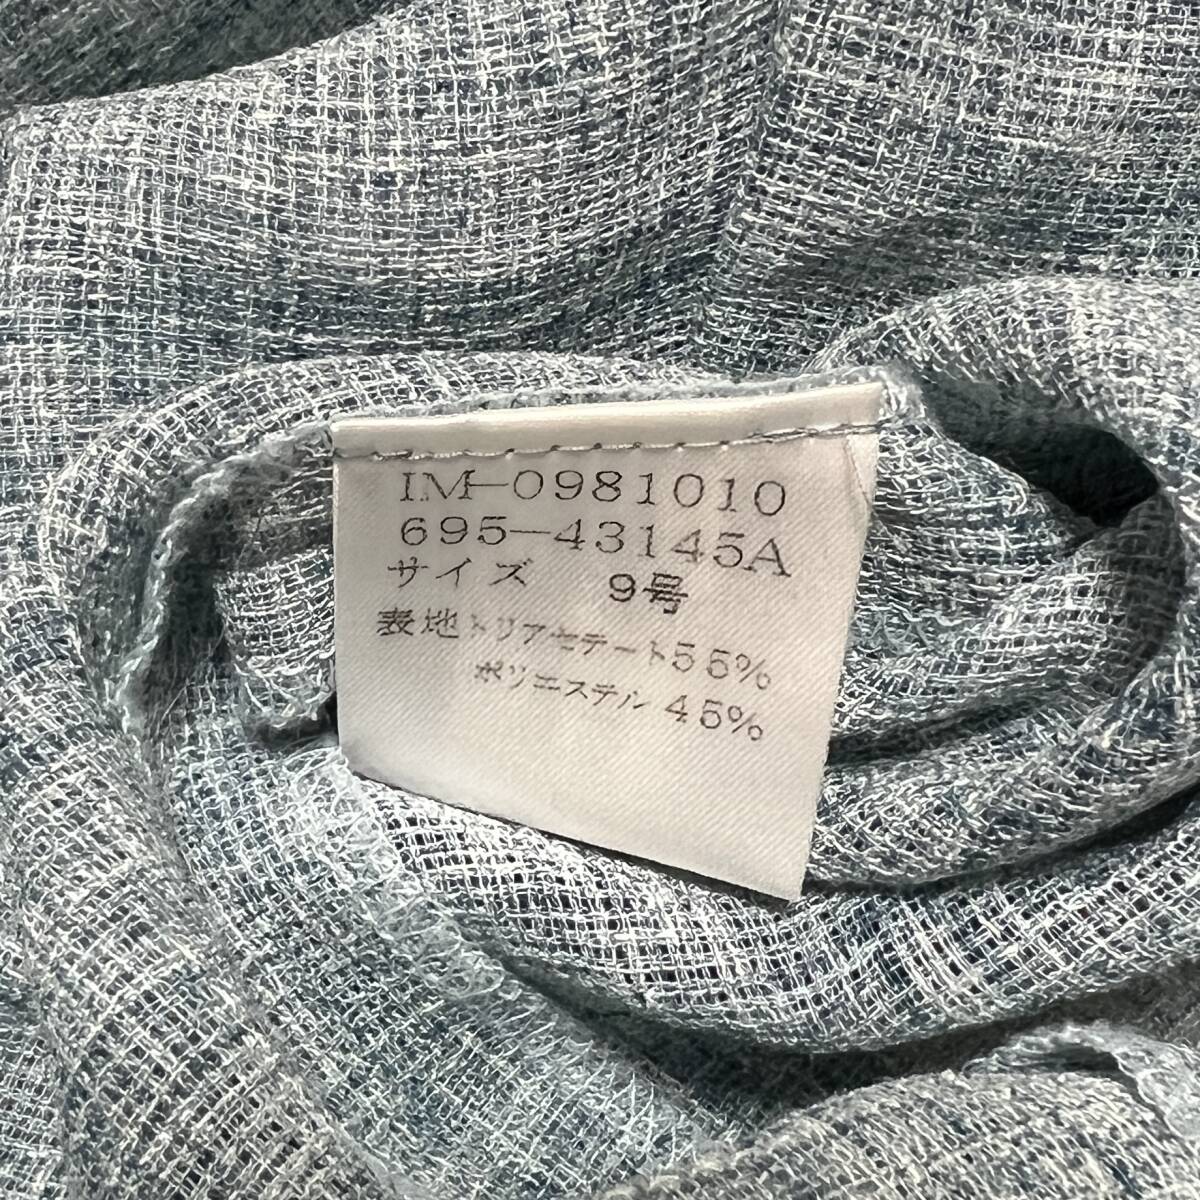 IM-0981010
695-43145A
サイズ 9号
表地トリアセテート55%
ポリエステル 45%